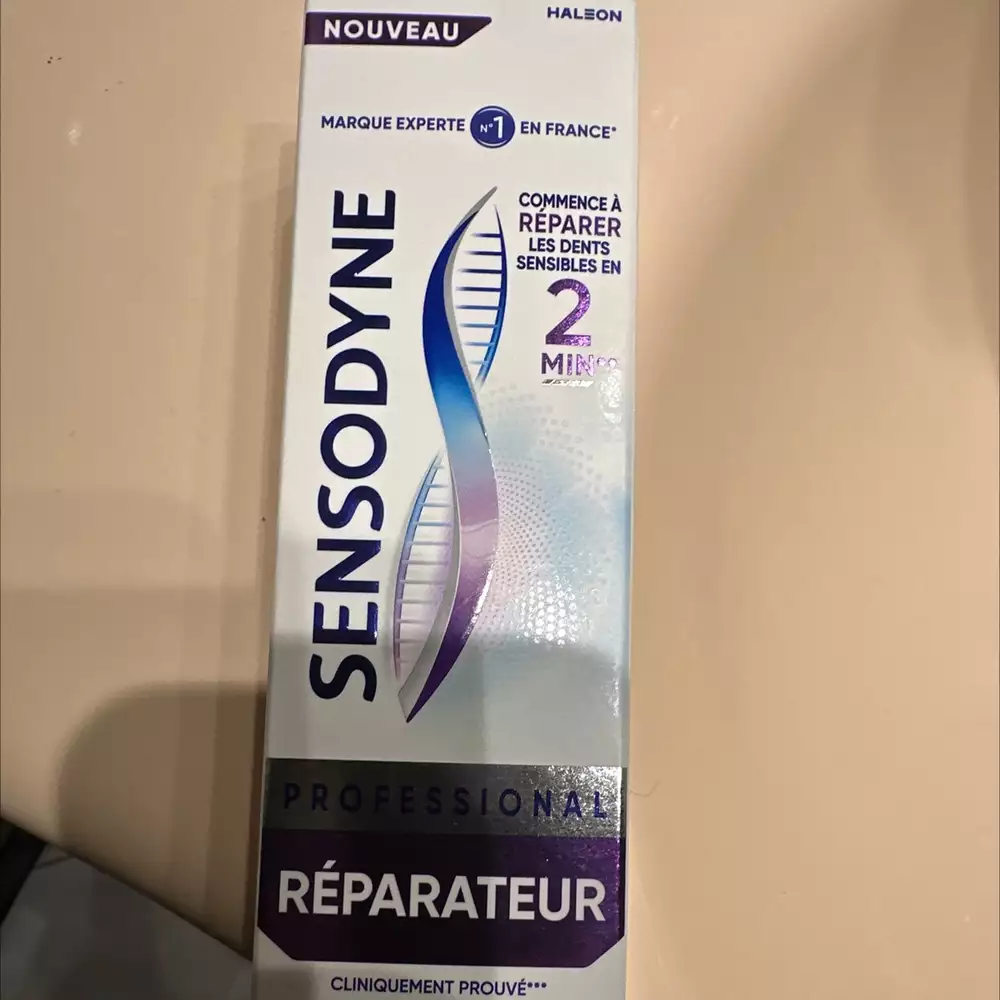 NOUVEAU
HALEON
MARQUE EXPERTE N°1 EN FRANCE*
SENSODYNE
COMMENCE À
RÉPARER
LES DENTS
SENSIBLES EN
2
MIN**
PROFESSIONAL
RÉPARATEUR
CLINIQUEMENT PROUVÉ***